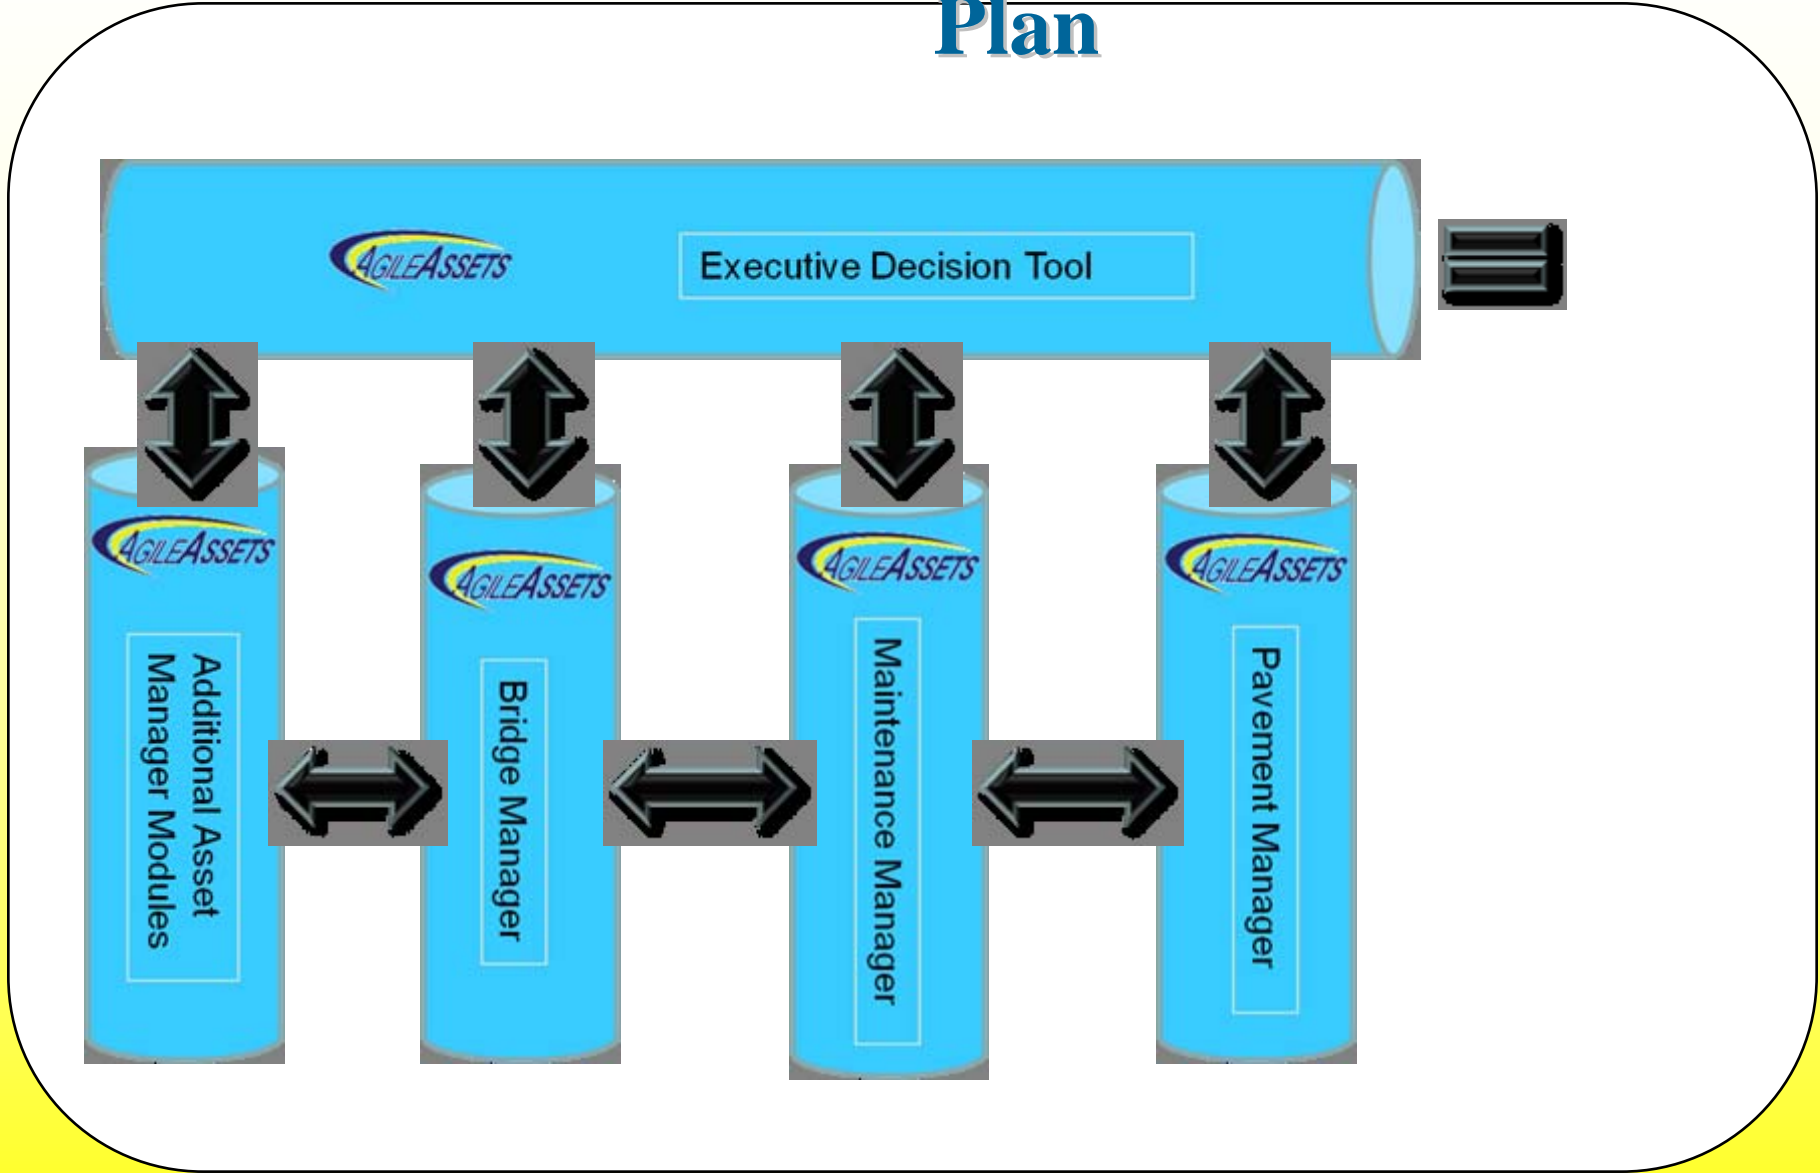 Plan
AGILEASSETS
Executive Decision Tool
AGILEASSETS
Additional Asset
Manager Modules
AGILEASSETS
Bridge Manager
AGILEASSETS
Maintenance Manager
AGILEASSETS
Pavement Manager